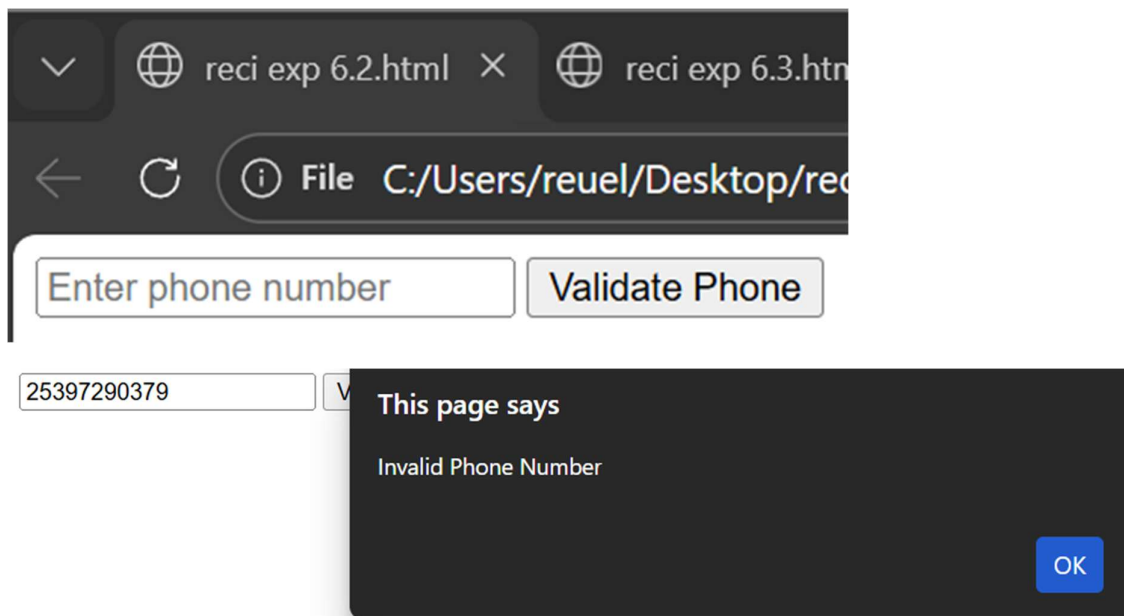 reci exp 6.2.html reci exp 6.3.htm
File C:/Users/reuel/Desktop/rec
Enter phone number Validate Phone
25397290379 V
This page says
Invalid Phone Number
OK